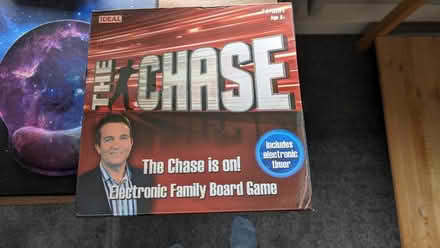 IDEAL
THE CHASE
includes
electronic
timer
The Chase is on!
Electronic Family Board Game